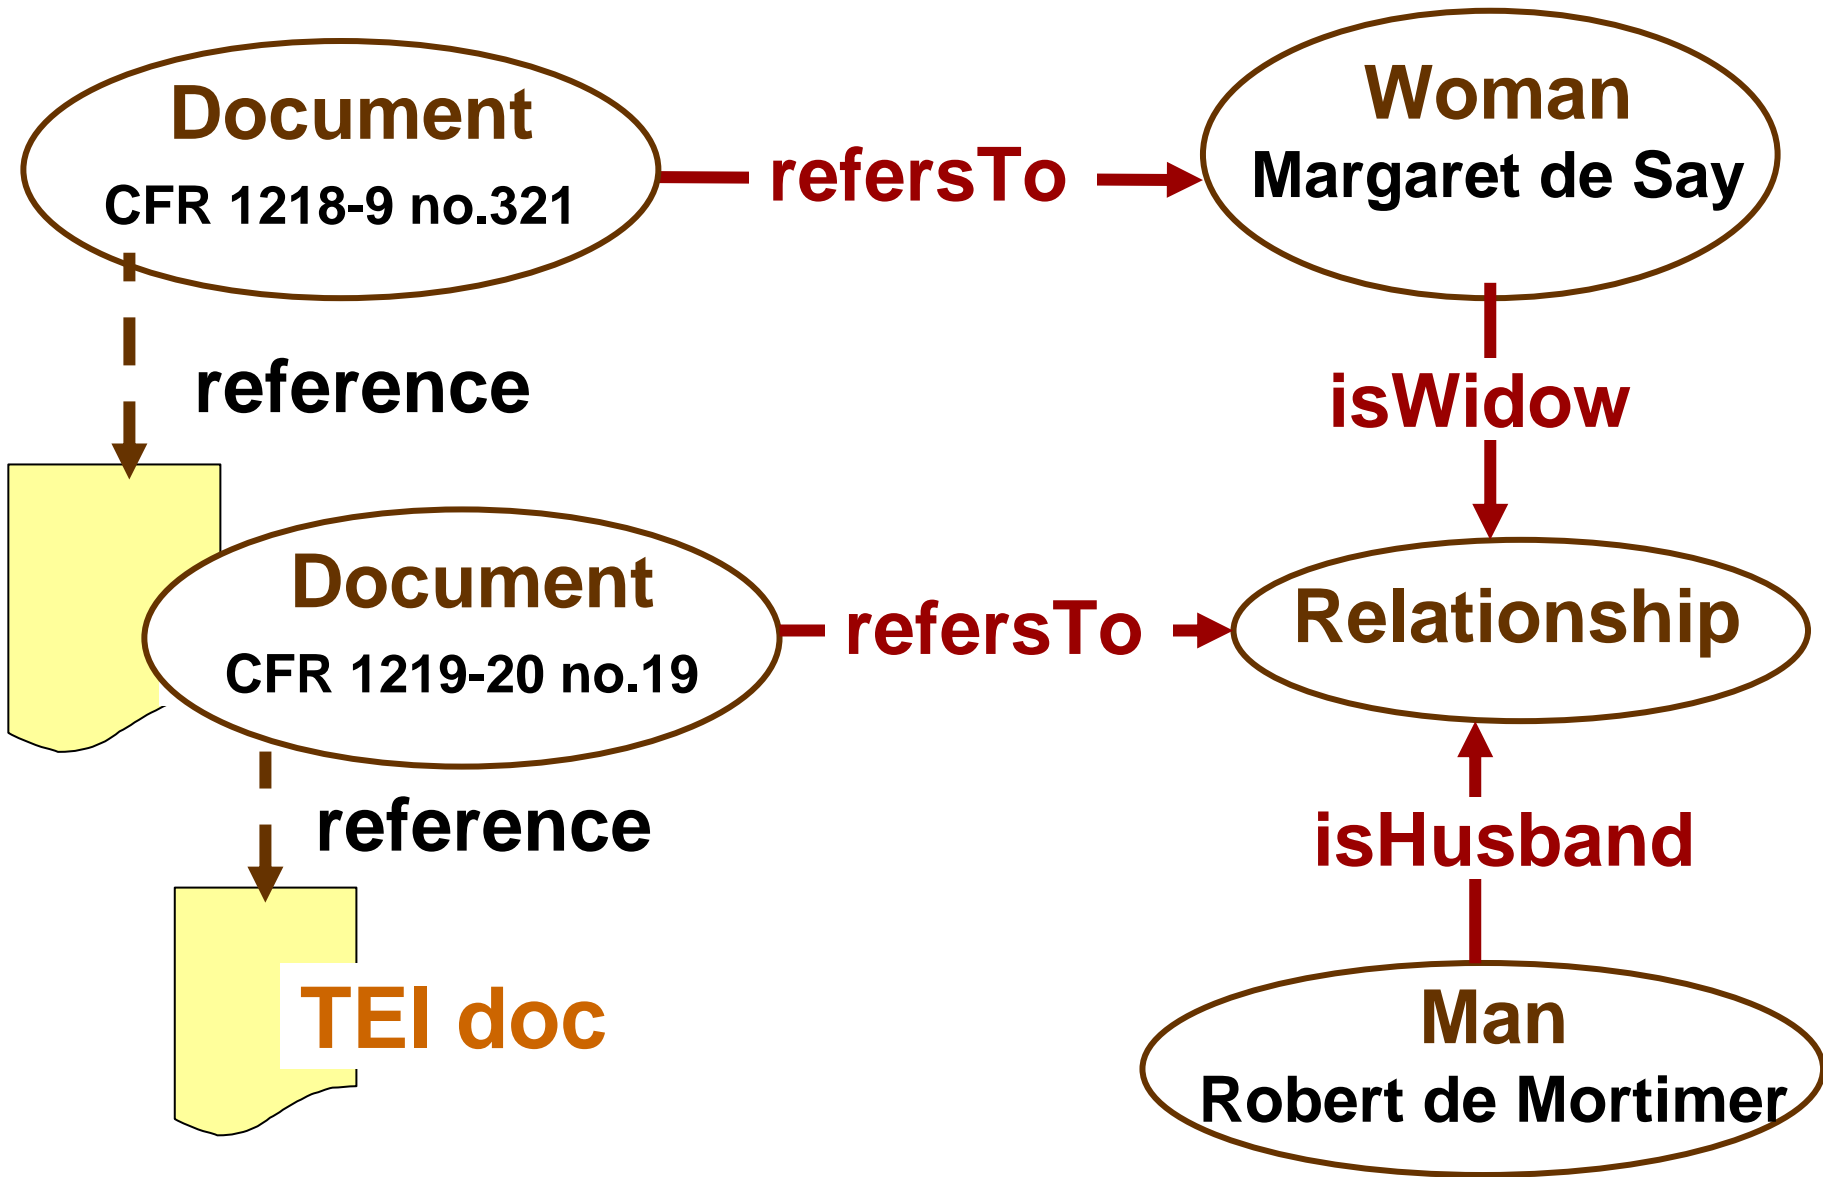 Document
CFR 1218-9 no.321
refersTo
Woman
Margaret de Say
reference
isWidow
Document
CFR 1219-20 no.19
refersTo
Relationship
reference
isHusband
TEI doc
Man
Robert de Mortimer